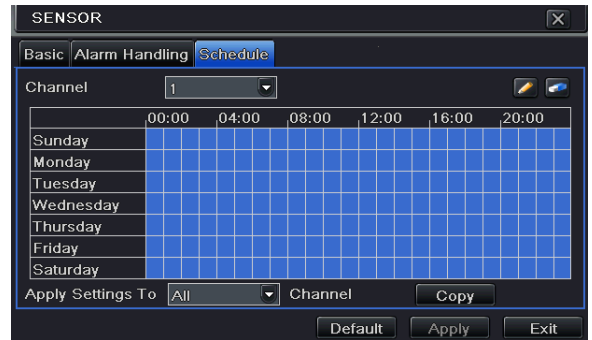 SENSOR X
Basic Alarm Handling Schedule
Channel 1
00:00 04:00 08:00 12:00 16:00 20:00
Sunday
Monday
Tuesday
Wednesday
Thursday
Friday
Saturday
Apply Settings To All Channel Copy
Default Apply Exit